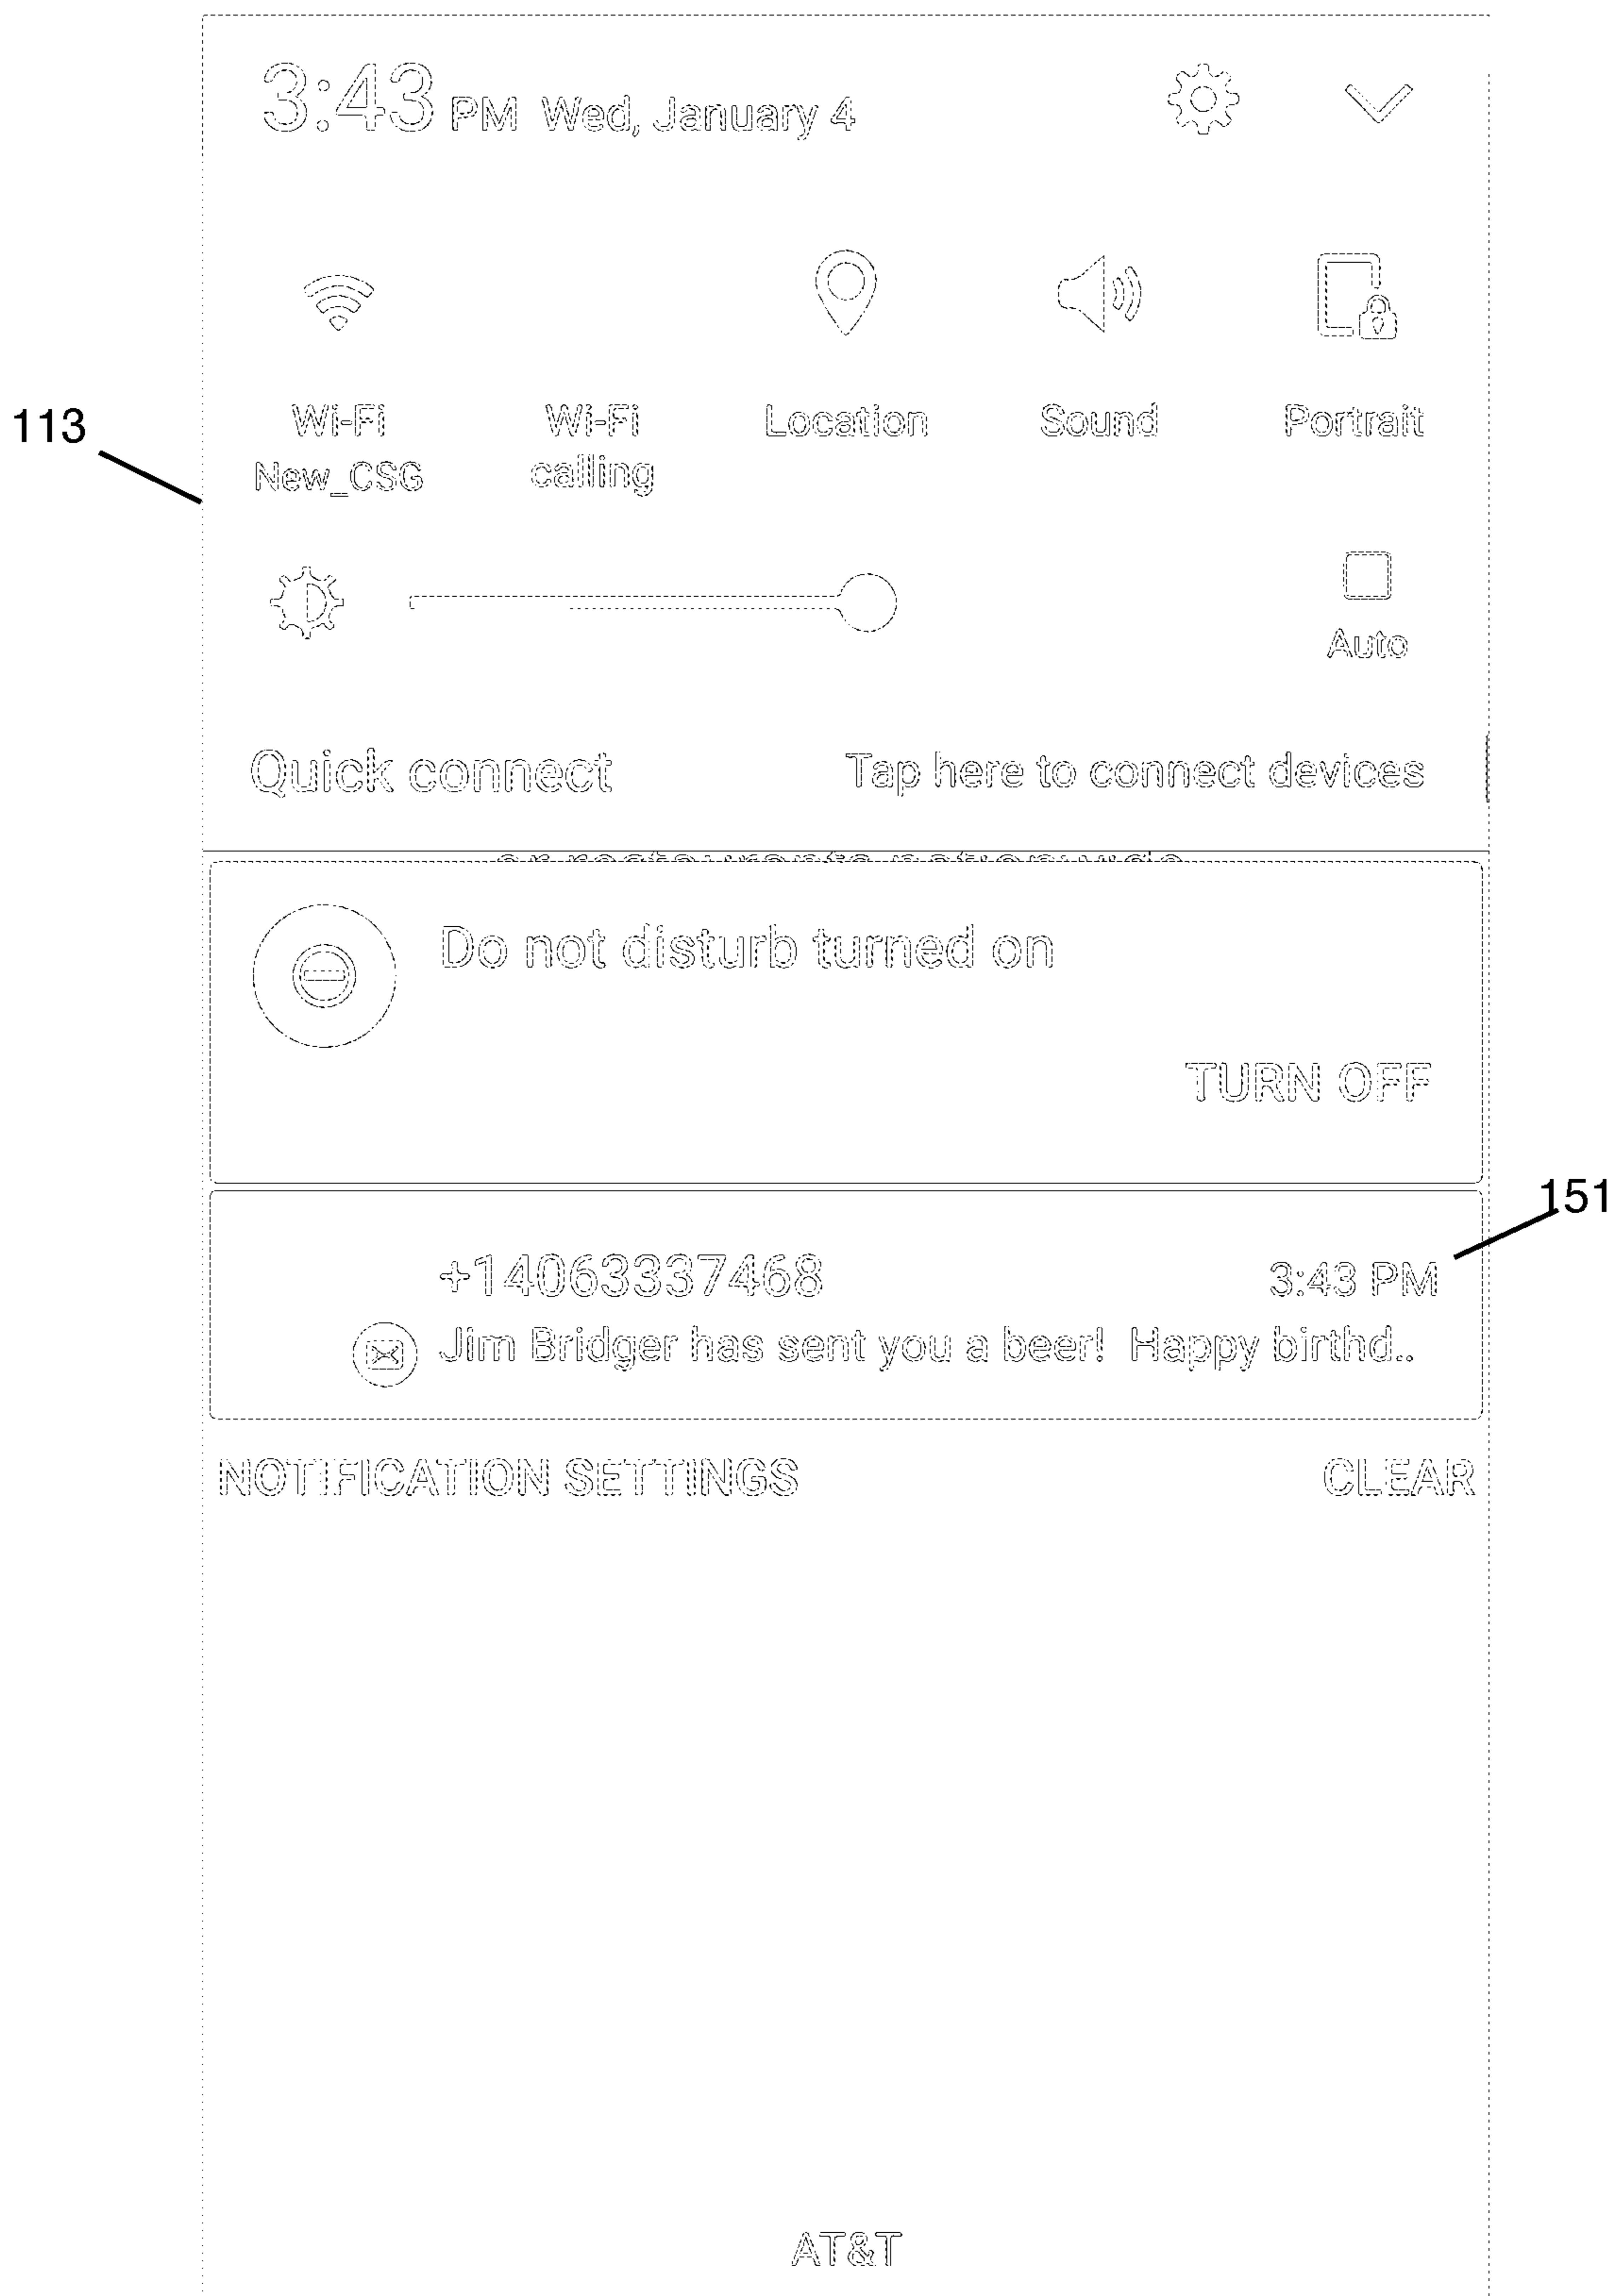 3:43 PM Wed, January 4
113
Wi-Fi New_CSG
Wi-Fi calling
Location
Sound
Portrait
Auto
Quick connect Tap here to connect devices
Do not disturb turned on
TURN OFF
151
+14063337468 3:43 PM
Jim Bridger has sent you a beer! Happy birthd..
NOTIFICATION SETTINGS CLEAR
AT&T